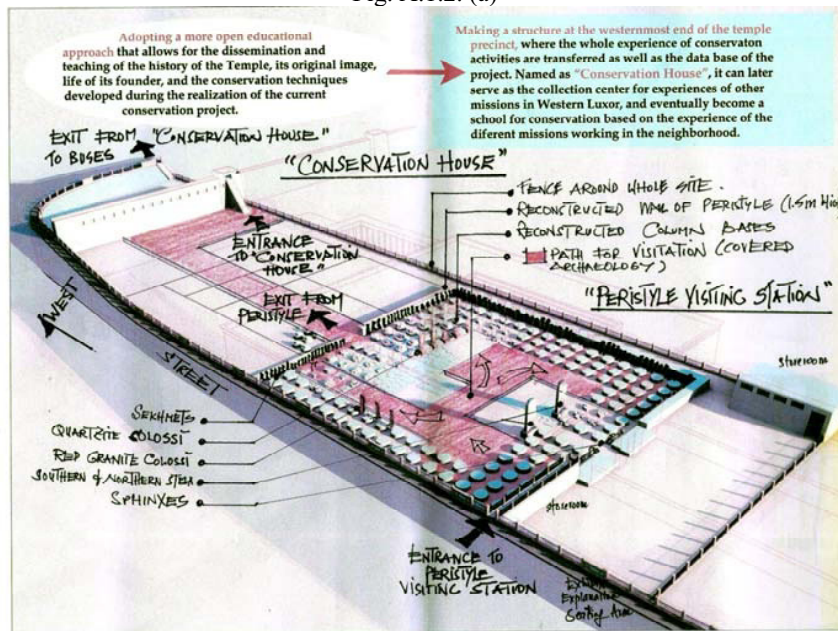 Fig. A.1.2. (a)
Adopting a more open educational
approach that allows for the dissemination and
teaching of the history of the Temple, its original image,
life of its founder, and the conservation techniques
developed during the realization of the current
conservation project.
Making a structure at the westernmost end of the temple
precinct, where the whole experience of conservaton
activities are transferred as well as the data base of the
project. Named as "Conservation House", it can later
serve as the collection center for experiences of other
missions in Western Luxor, and eventually become a
school for conservation based on the experience of the
diferent missions working in the neighborhood.
EXIT FROM "CONSERVATION HOUSE"
TO BUSES
"CONSERVATION HOUSE"
FENCE AROUND WHOLE SITE.
RECONSTRUCTED WALL OF PERISTYLE (1.5m
RECONSTRUCTED COLUMN BASES
PATH FOR VISITATION (COVERED
ARCHAEOLOGY)
ENTRANCE
TO "CONSERVATION
HOUSE"
EXIT FROM
PERISTYLE
"PERISTYLE VISITING STATION"
WEST
STREET
storeroom
SEKHMETS
QUARTZITE COLOSSI
RED GRANITE COLOSSI
SOUTHERN & NORTHERN STELA
SPHINXES
storeroom
ENTRANCE TO
PERISTYLE
VISITING STATION
Explanation
Seating Area